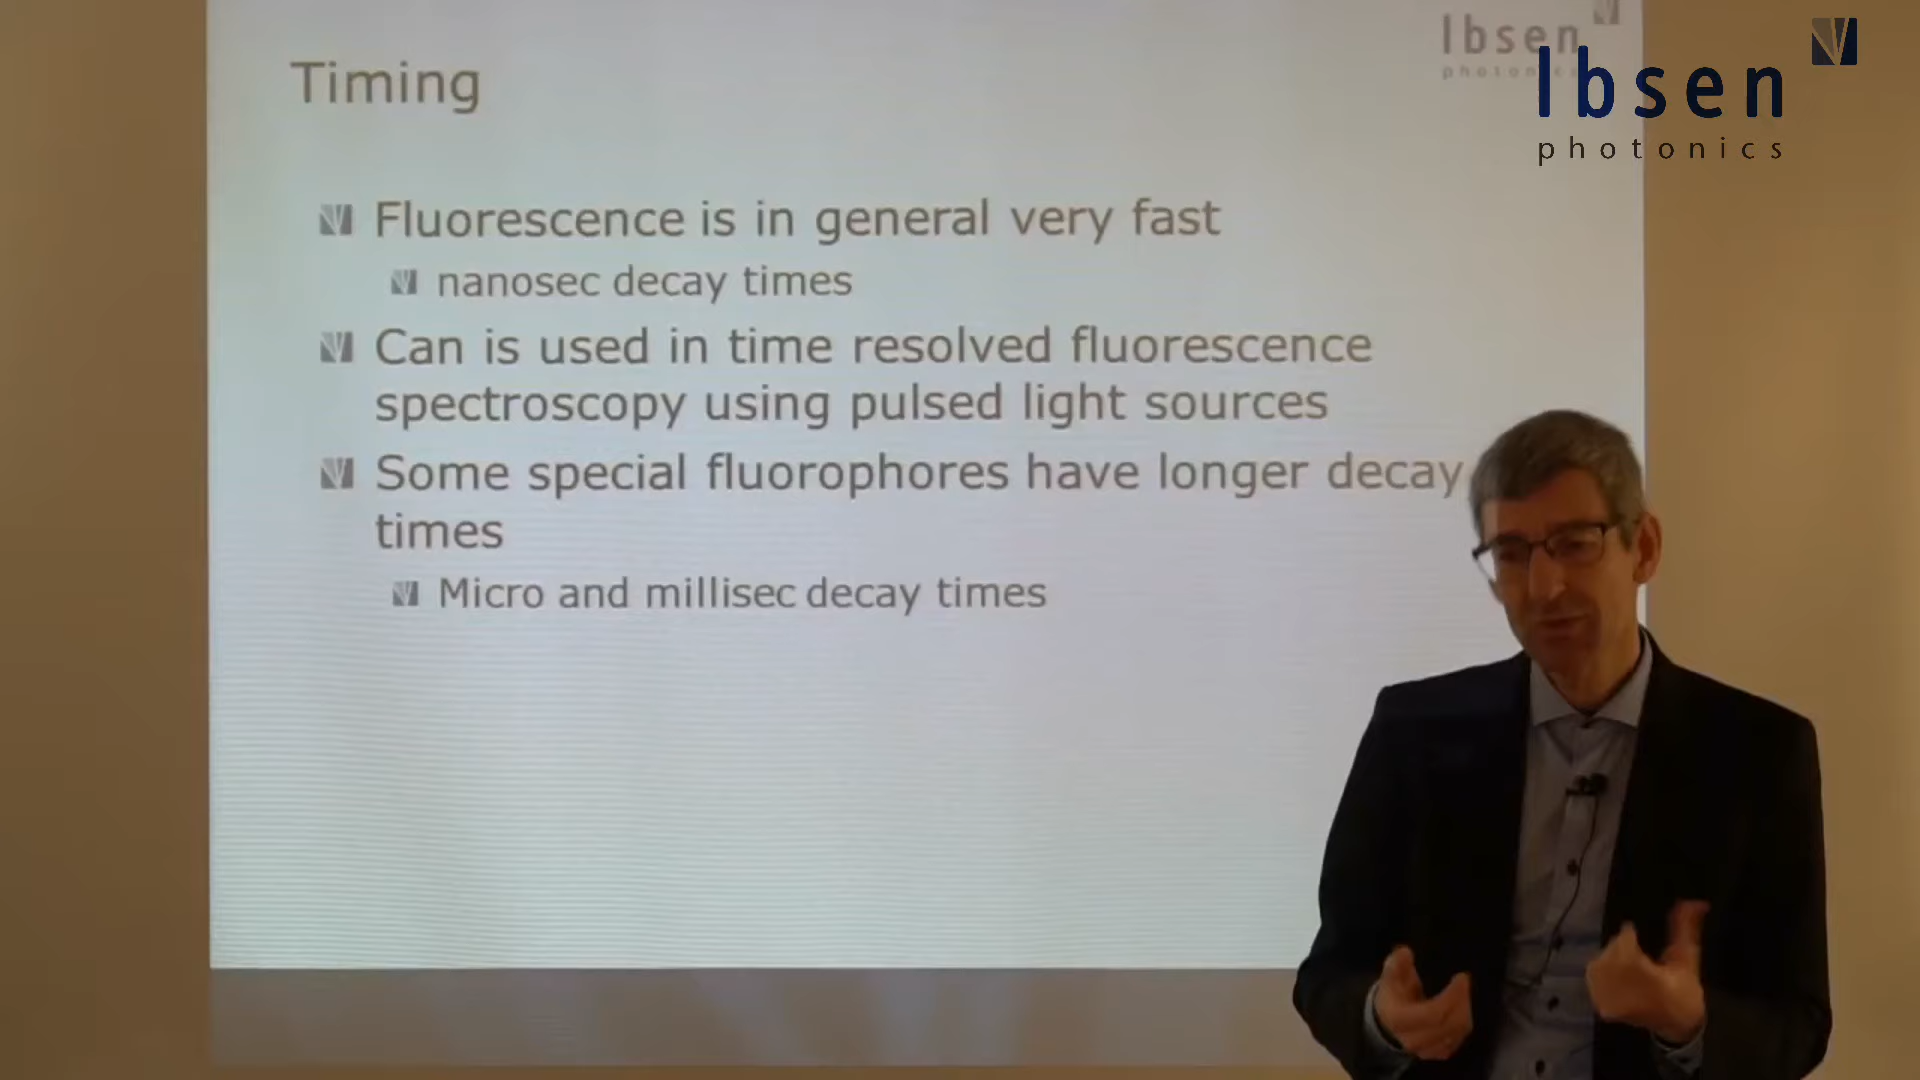 Timing
Ibsen
photonics
Ibsen
photonics
Fluorescence is in general very fast
nanosec decay times
Can is used in time resolved fluorescence
spectroscopy using pulsed light sources
Some special fluorophores have longer decay
times
Micro and millisec decay times